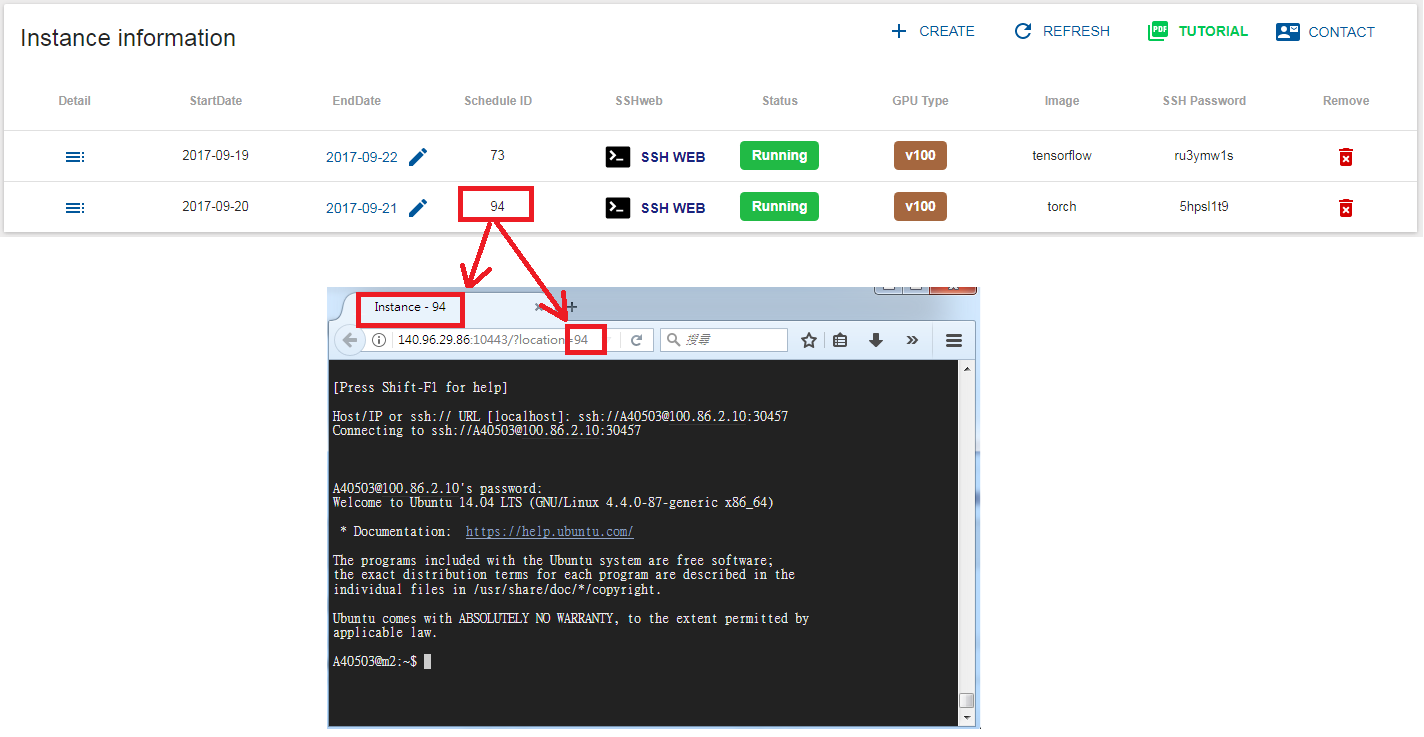 Instance information
CREATE REFRESH PDF TUTORIAL CONTACT
Detail StartDate EndDate Schedule ID SSHweb Status GPU Type Image SSH Password Remove
2017-09-19 2017-09-22 73 SSH WEB Running v100 tensorflow ru3ymw1s
2017-09-20 2017-09-21 94 SSH WEB Running v100 torch 5hpsl1t9
Instance - 94
140.96.29.86:10443/?location=94 搜尋
[Press Shift-F1 for help]
Host/IP or ssh:// URL [localhost]: ssh://A40503@100.86.2.10:30457
Connecting to ssh://A40503@100.86.2.10:30457
A40503@100.86.2.10's password:
Welcome to Ubuntu 14.04 LTS (GNU/Linux 4.4.0-87-generic x86_64)
* Documentation: https://help.ubuntu.com/
The programs included with the Ubuntu system are free software;
the exact distribution terms for each program are described in the
individual files in /usr/share/doc/*/copyright.
Ubuntu comes with ABSOLUTELY NO WARRANTY, to the extent permitted by
applicable law.
A40503@m2:~$